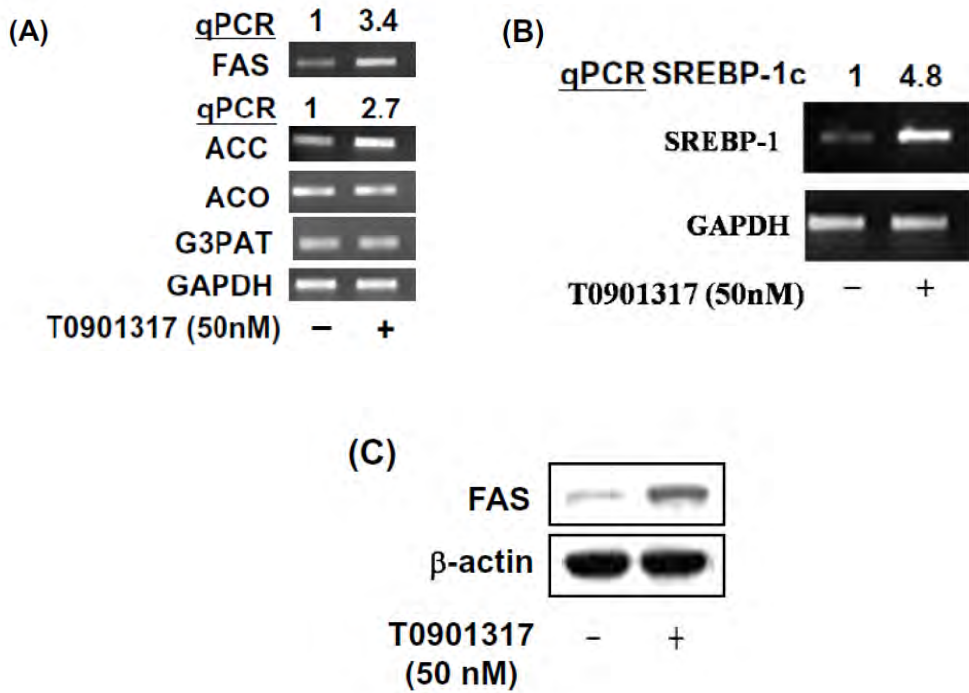 (A)
qPCR 1 3.4
FAS
qPCR 1 2.7
ACC
ACO
G3PAT
GAPDH
T0901317 (50nM) – +
(B)
qPCR SREBP-1c 1 4.8
SREBP-1
GAPDH
T0901317 (50nM) – +
(C)
FAS
β-actin
T0901317 - +
(50 nM)